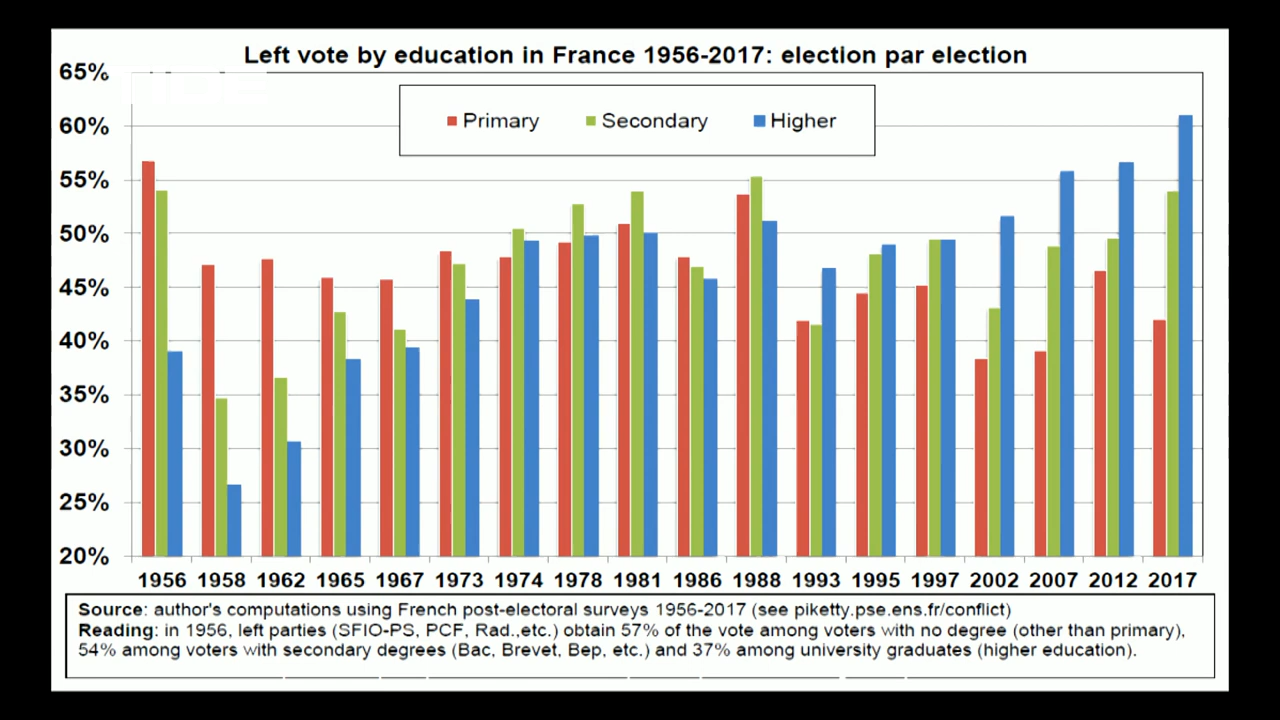 Left vote by education in France 1956-2017: election par election
Primary Secondary Higher
65%
60%
55%
50%
45%
40%
35%
30%
25%
20%
1956 1958 1962 1965 1967 1973 1974 1978 1981 1986 1988 1993 1995 1997 2002 2007 2012 2017
Source: author's computations using French post-electoral surveys 1956-2017 (see piketty.pse.ens.fr/conflict)
Reading: in 1956, left parties (SFIO-PS, PCF, Rad.,etc.) obtain 57% of the vote among voters with no degree (other than primary),
54% among voters with secondary degrees (Bac, Brevet, Bep, etc.) and 37% among university graduates (higher education).